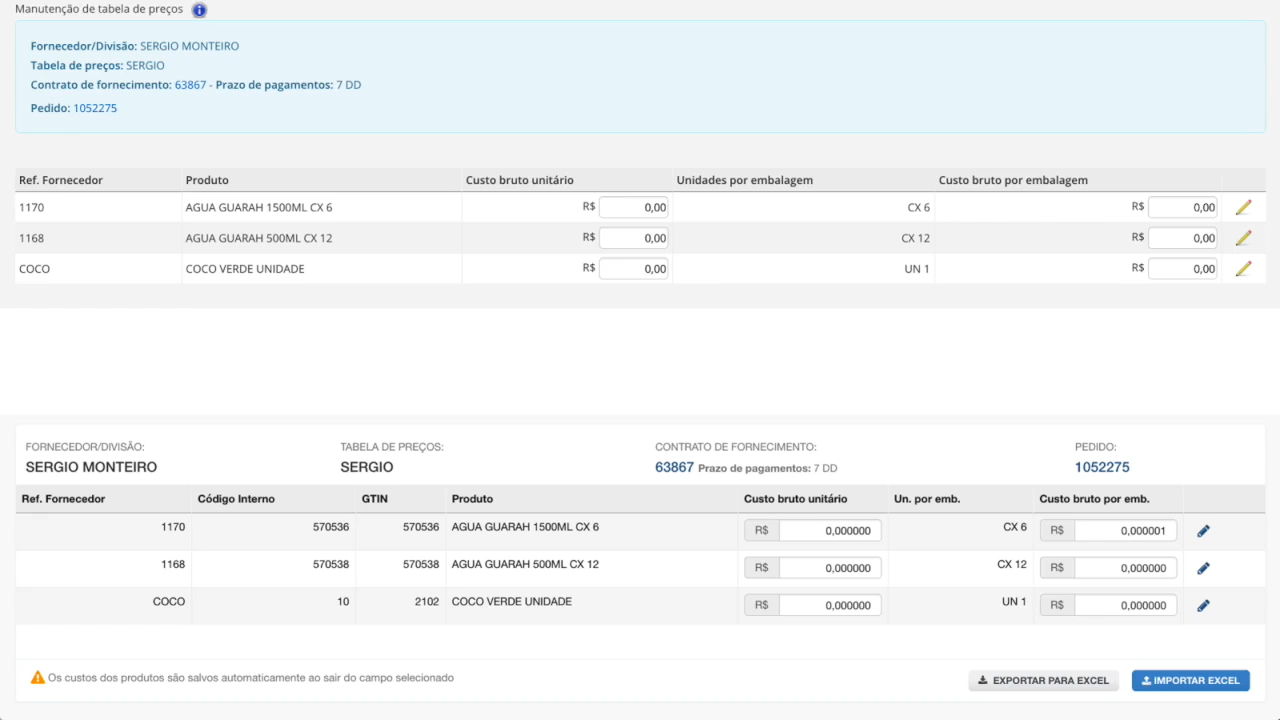 Manutenção de tabela de preços
Fornecedor/Divisão: SERGIO MONTEIRO
Tabela de preços: SERGIO
Contrato de fornecimento: 63867 - Prazo de pagamentos: 7 DD
Pedido: 1052275
Ref. Fornecedor Produto Custo bruto unitário Unidades por embalagem Custo bruto por embalagem
1170 AGUA GUARAH 1500ML CX 6 R$ 0,00 CX 6 R$ 0,00
1168 AGUA GUARAH 500ML CX 12 R$ 0,00 CX 12 R$ 0,00
COCO COCO VERDE UNIDADE R$ 0,00 UN 1 R$ 0,00
FORNECEDOR/DIVISÃO: TABELA DE PREÇOS: CONTRATO DE FORNECIMENTO: PEDIDO:
SERGIO MONTEIRO SERGIO 63867 Prazo de pagamentos: 7 DD 1052275
Ref. Fornecedor Código Interno GTIN Produto Custo bruto unitário Un. por emb. Custo bruto por emb.
1170 570536 570536 AGUA GUARAH 1500ML CX 6 R$ 0,000000 CX 6 R$ 0,000001
1168 570538 570538 AGUA GUARAH 500ML CX 12 R$ 0,000000 CX 12 R$ 0,000000
COCO 10 2102 COCO VERDE UNIDADE R$ 0,000000 UN 1 R$ 0,000000
Os custos dos produtos são salvos automaticamente ao sair do campo selecionado
EXPORTAR PARA EXCEL IMPORTAR EXCEL